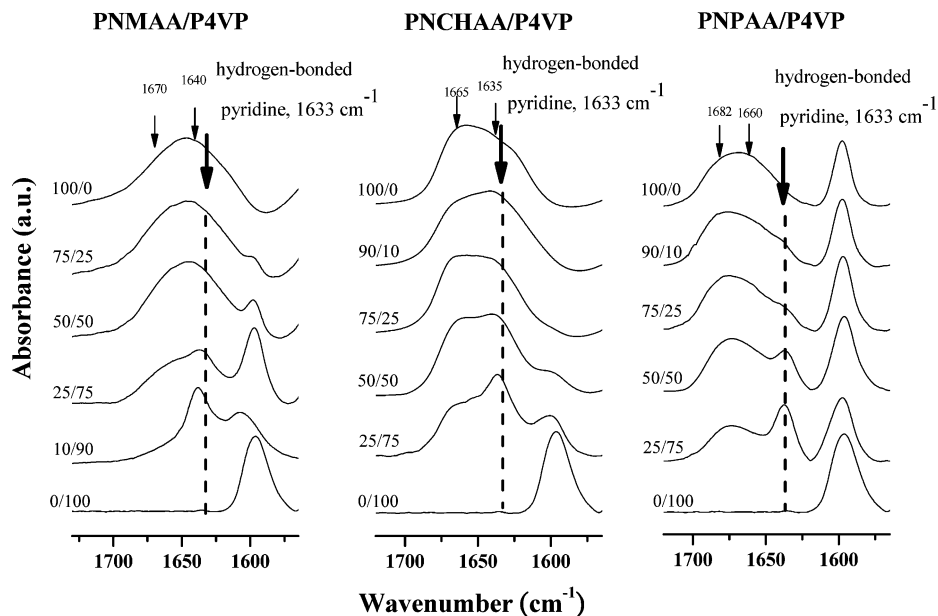 PNMAA/P4VP
PNCHAA/P4VP
PNPAA/P4VP
1670
1640
hydrogen-bonded
pyridine, 1633 cm-1
1665
1635
hydrogen-bonded
pyridine, 1633 cm-1
1682
1660
hydrogen-bonded
pyridine, 1633 cm-1
Absorbance (a.u.)
100/0
75/25
50/50
25/75
10/90
0/100
100/0
90/10
75/25
50/50
25/75
0/100
100/0
90/10
75/25
50/50
25/75
0/100
1700 1650 1600
1700 1650 1600
1700 1650 1600
Wavenumber (cm-1)